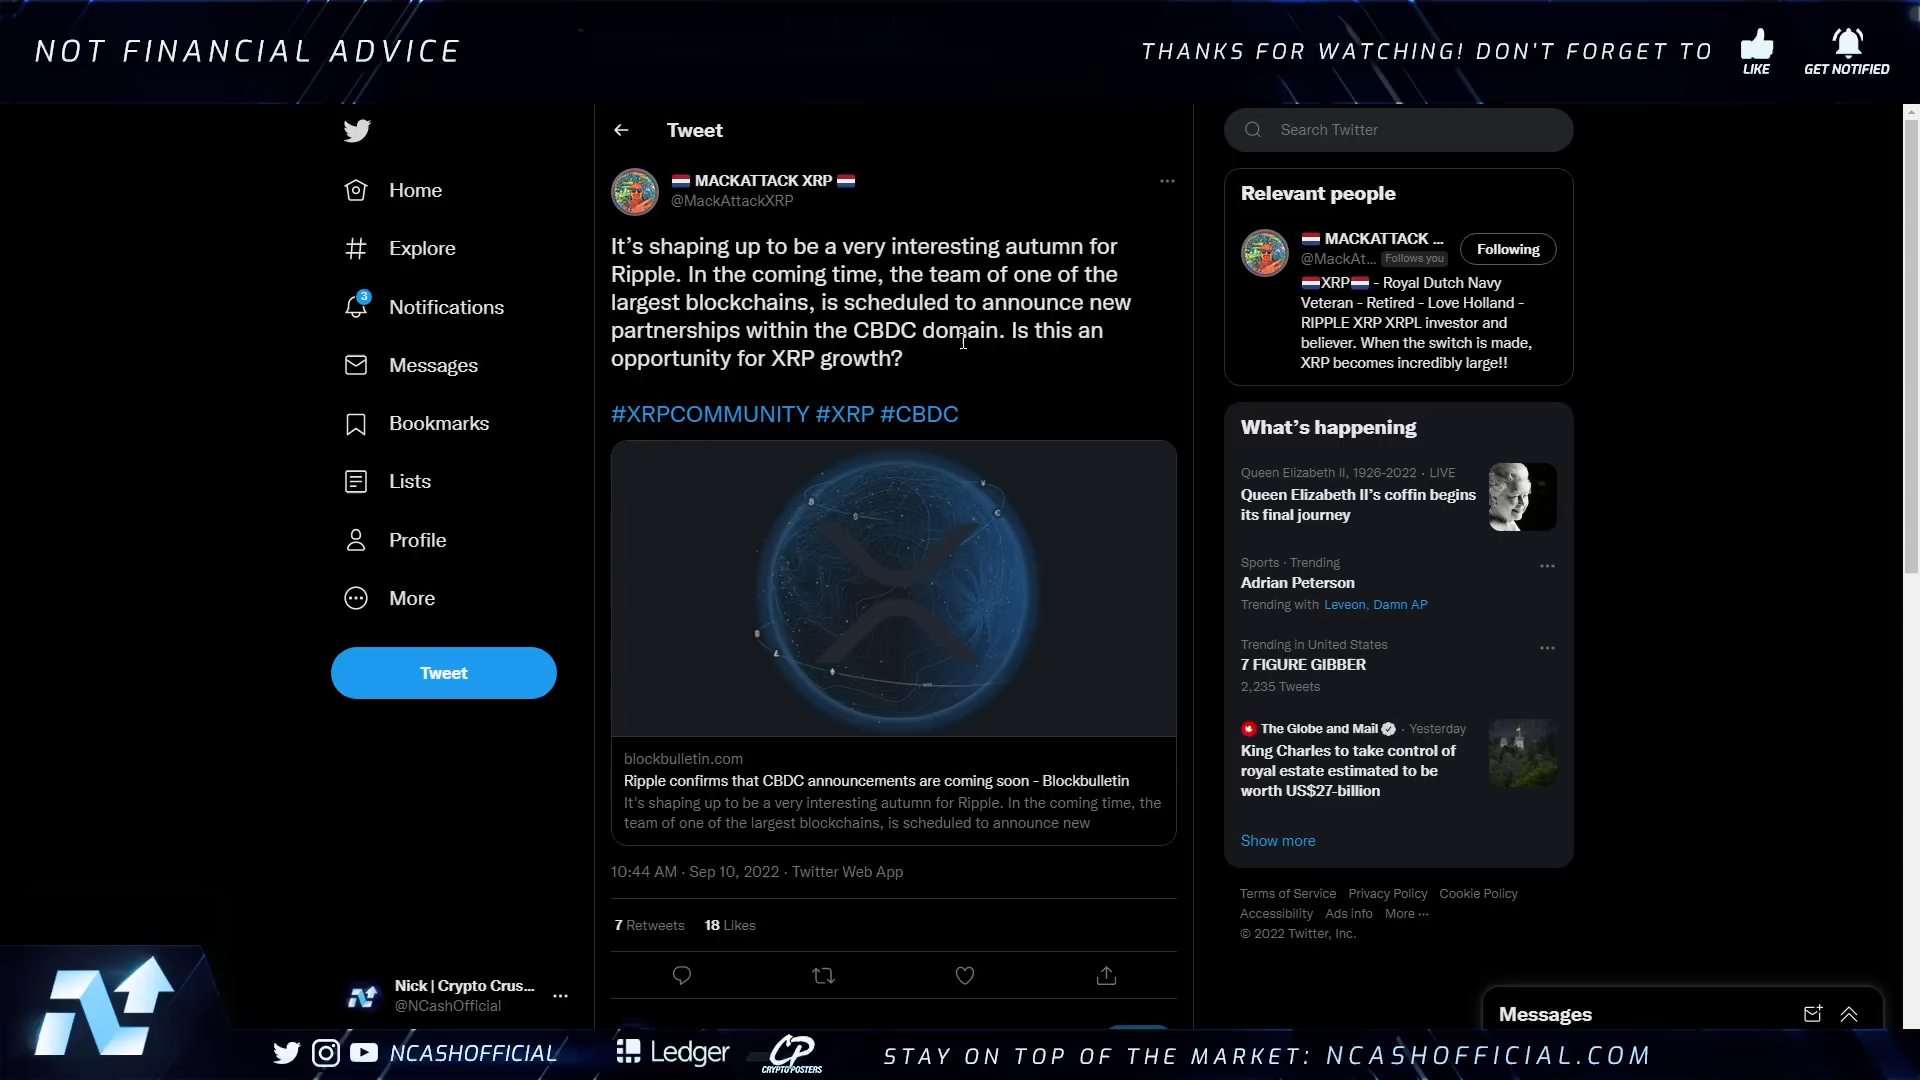 NOT FINANCIAL ADVICE
THANKS FOR WATCHING! DON'T FORGET TO
LIKE
GET NOTIFIED
Home
Explore
3
Notifications
Messages
Bookmarks
Lists
Profile
More
Tweet
Nick | Crypto Crus...
@NCashOfficial
Tweet
MACKATTACK XRP
@MackAttackXRP
It's shaping up to be a very interesting autumn for
Ripple. In the coming time, the team of one of the
largest blockchains, is scheduled to announce new
partnerships within the CBDC domain. Is this an
opportunity for XRP growth?
#XRPCOMMUNITY #XRP #CBDC
blockbulletin.com
Ripple confirms that CBDC announcements are coming soon - Blockbulletin
It's shaping up to be a very interesting autumn for Ripple. In the coming time, the
team of one of the largest blockchains, is scheduled to announce new
10:44 AM · Sep 10, 2022 · Twitter Web App
7 Retweets 18 Likes
Search Twitter
Relevant people
MACKATTACK ...
@MackAt... Follows you
Following
XRP - Royal Dutch Navy
Veteran - Retired - Love Holland -
RIPPLE XRP XRPL investor and
believer. When the switch is made,
XRP becomes incredibly large!!
What's happening
Queen Elizabeth II, 1926-2022 · LIVE
Queen Elizabeth II's coffin begins
its final journey
Sports · Trending
Adrian Peterson
Trending with Leveon, Damn AP
Trending in United States
7 FIGURE GIBBER
2,235 Tweets
The Globe and Mail · Yesterday
King Charles to take control of
royal estate estimated to be
worth US$27-billion
Show more
Terms of Service Privacy Policy Cookie Policy
Accessibility Ads info More ...
© 2022 Twitter, Inc.
Messages
NCASHOFFICIAL
Ledger
CP
CRYPTOPOSTERS
STAY ON TOP OF THE MARKET: NCASHOFFICIAL.COM